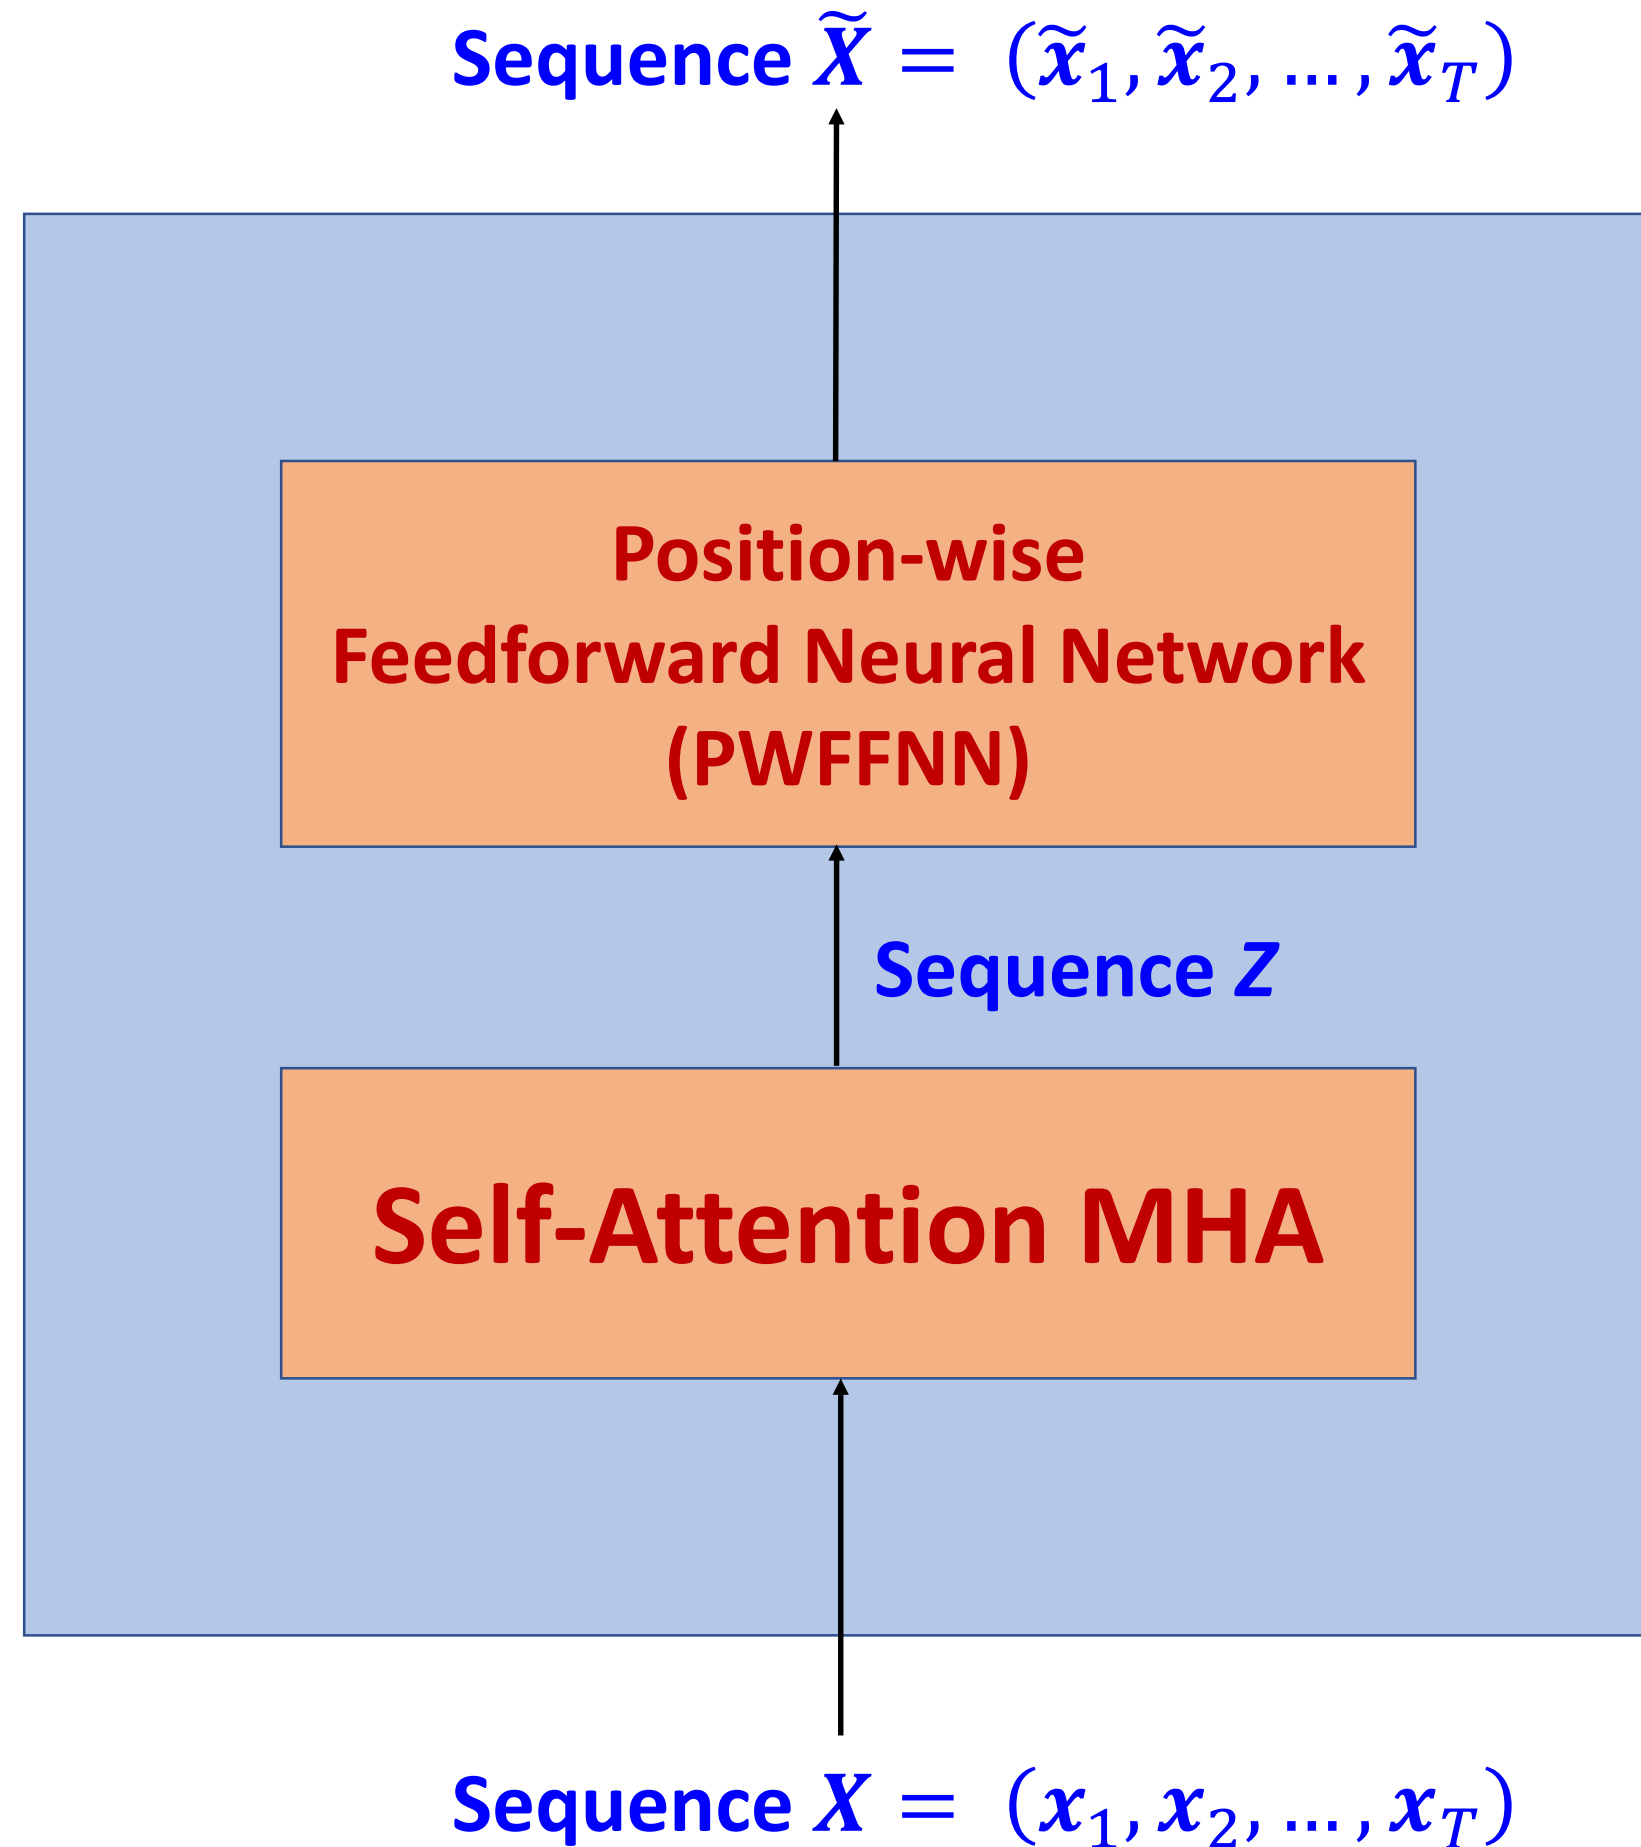 Sequence X̃ = (x̃₁, x̃₂, … , x̃_T)
Position-wise
Feedforward Neural Network
(PWFFNN)
Sequence Z
Self-Attention MHA
Sequence X = (x₁, x₂, … , x_T)